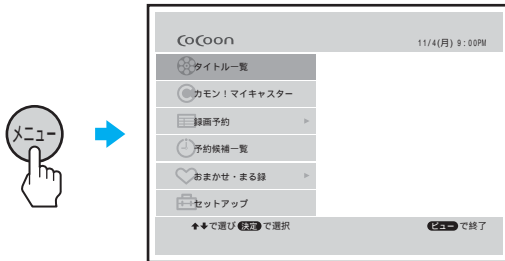 メニュー
CoCoon
11/4(月) 9:00PM
タイトル一覧
カモン!マイキャスター
録画予約
予約候補一覧
おまかせ・まる録
セットアップ
↑↓で選び 決定 で選択
ビュー で終了